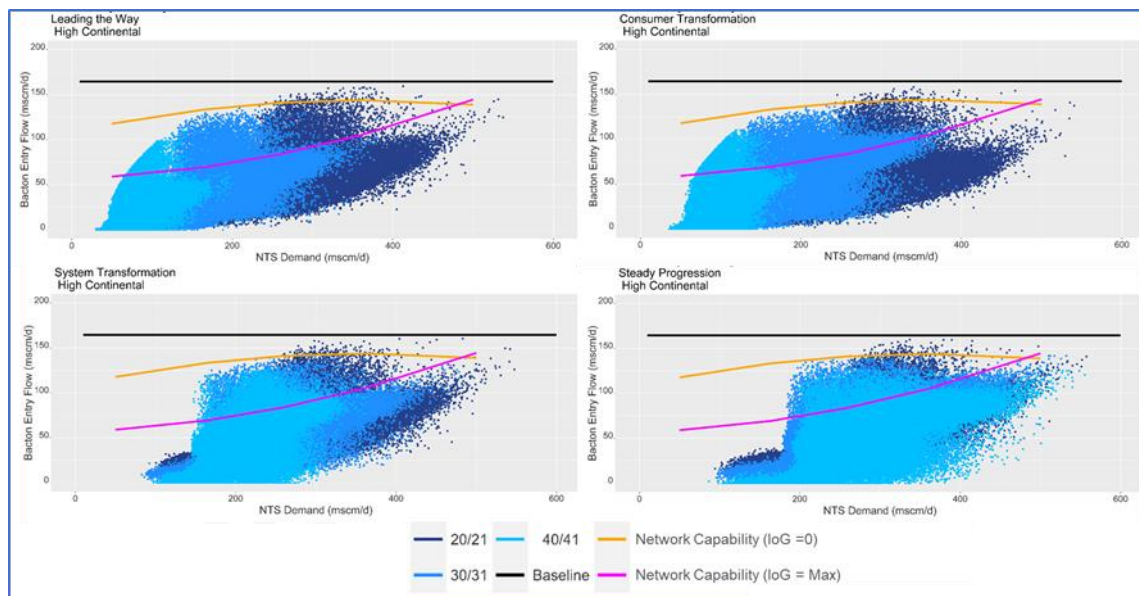 Leading the Way
High Continental
Bacton Entry Flow (mscm/d)
200
150
100
50
0
0 200 400 600
NTS Demand (mscm/d)
Consumer Transformation
High Continental
Bacton Entry Flow (mscm/d)
200
150
100
50
0
0 200 400 600
NTS Demand (mscm/d)
System Transformation
High Continental
Bacton Entry Flow (mscm/d)
200
150
100
50
0
0 200 400 600
NTS Demand (mscm/d)
Steady Progression
High Continental
Bacton Entry Flow (mscm/d)
200
150
100
50
0
0 200 400 600
NTS Demand (mscm/d)
20/21 40/41 Network Capability (IoG =0)
30/31 Baseline Network Capability (IoG = Max)